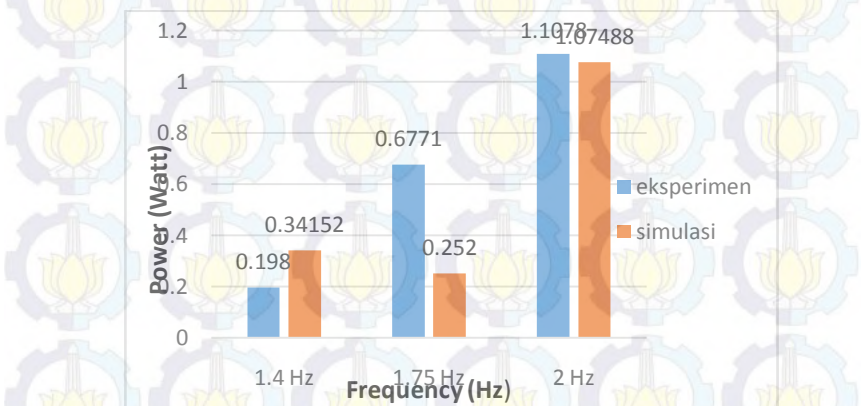 1.2
1
0.8
0.6
0.4
0.2
0
Power (Watt)
1.1078
1.07488
0.6771
0.34152
0.252
0.198
eksperimen
simulasi
1.4 Hz
1.75 Hz
2 Hz
Frequency (Hz)